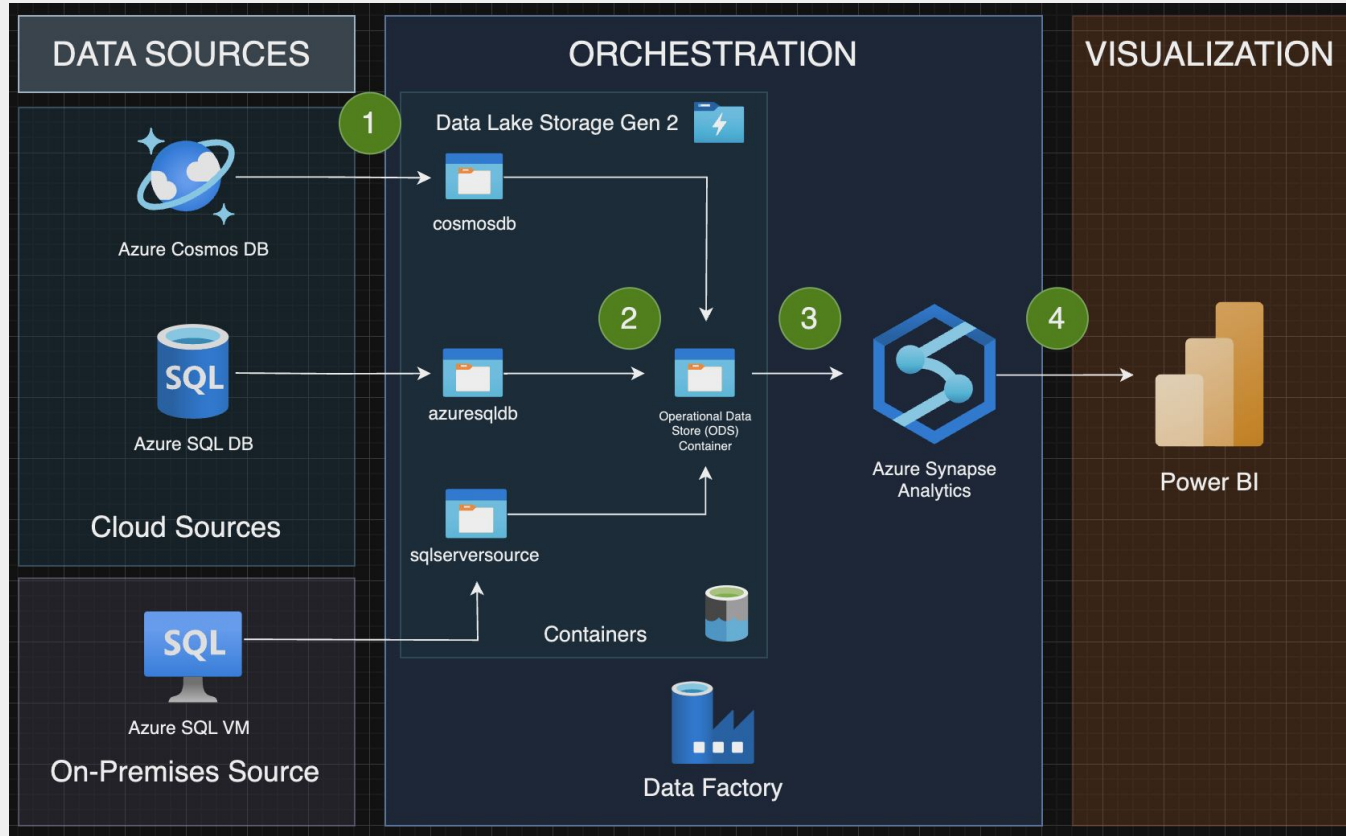 DATA SOURCES
ORCHESTRATION
VISUALIZATION
1
Data Lake Storage Gen 2
cosmosdb
Azure Cosmos DB
2
3
4
SQL
azuresqldb
Operational Data
Store (ODS)
Container
Azure SQL DB
Azure Synapse
Analytics
Power BI
Cloud Sources
sqlserversource
Containers
SQL
Azure SQL VM
On-Premises Source
Data Factory